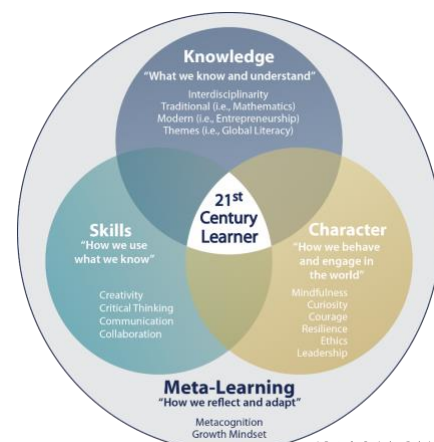 Knowledge
“What we know and understand”
Interdisciplinarity
Traditional (i.e., Mathematics)
Modern (i.e., Entrepreneurship)
Themes (i.e., Global Literacy)
21st
Century
Learner
Skills
“How we use
what we know”
Creativity
Critical Thinking
Communication
Collaboration
Character
“How we behave
and engage in
the world”
Mindfulness
Curiosity
Courage
Resilience
Ethics
Leadership
Meta-Learning
“How we reflect and adapt”
Metacognition
Growth Mindset